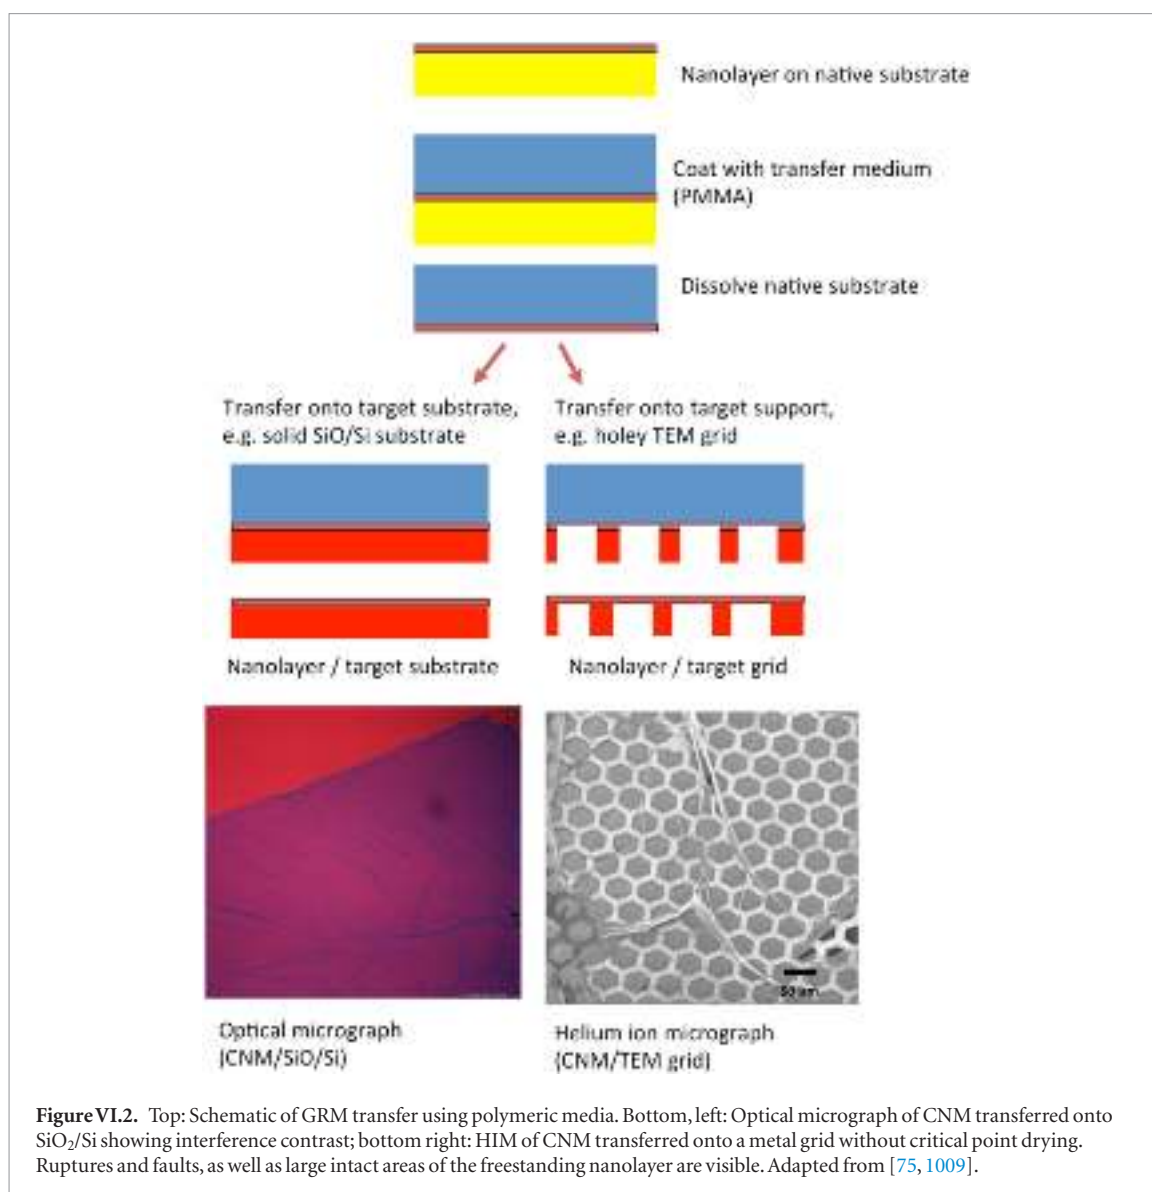 Nanolayer on native substrate
Coat with transfer medium
(PMMA)
Dissolve native substrate
Transfer onto target substrate,
e.g. solid SiO/Si substrate
Transfer onto target support,
e.g. holey TEM grid
Nanolayer / target substrate
Nanolayer / target grid
50 µm
Optical micrograph
(CNM/SiO/Si)
Helium ion micrograph
(CNM/TEM grid)
Figure VI.2. Top: Schematic of GRM transfer using polymeric media. Bottom, left: Optical micrograph of CNM transferred onto
SiO₂/Si showing interference contrast; bottom right: HIM of CNM transferred onto a metal grid without critical point drying.
Ruptures and faults, as well as large intact areas of the freestanding nanolayer are visible. Adapted from [75, 1009].